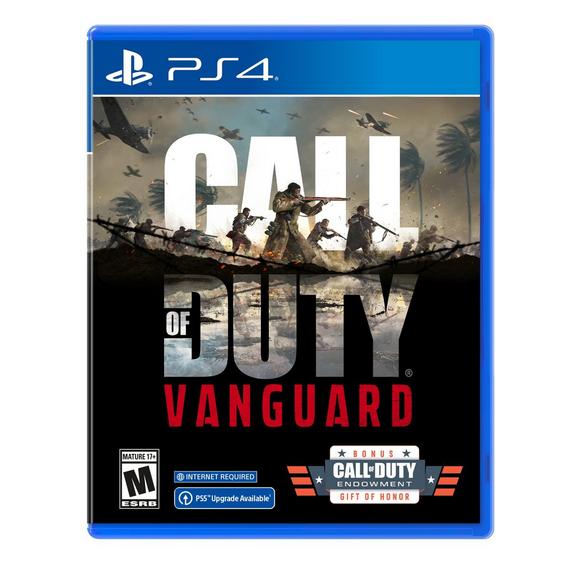 PS4
CALL
OF DUTY®
VANGUARD
MATURE 17+
M
ESRB
INTERNET REQUIRED
PS5™ Upgrade Available*
BONUS
CALL OF DUTY
ENDOWMENT
GIFT OF HONOR